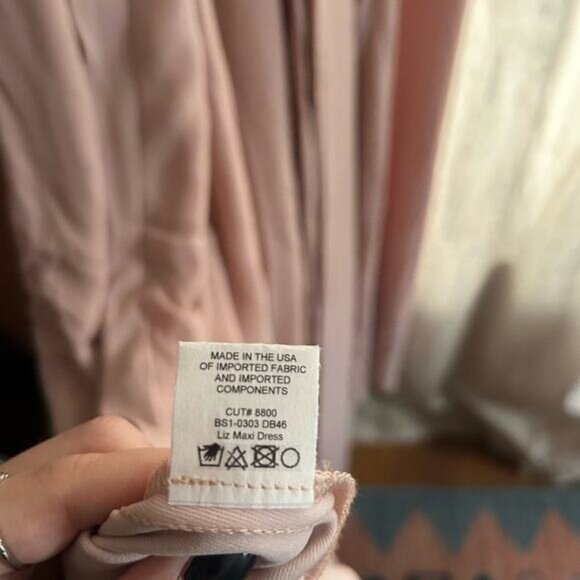 MADE IN THE USA
OF IMPORTED FABRIC
AND IMPORTED
COMPONENTS
CUT# 8800
BS1-0303 DB46
Liz Maxi Dress